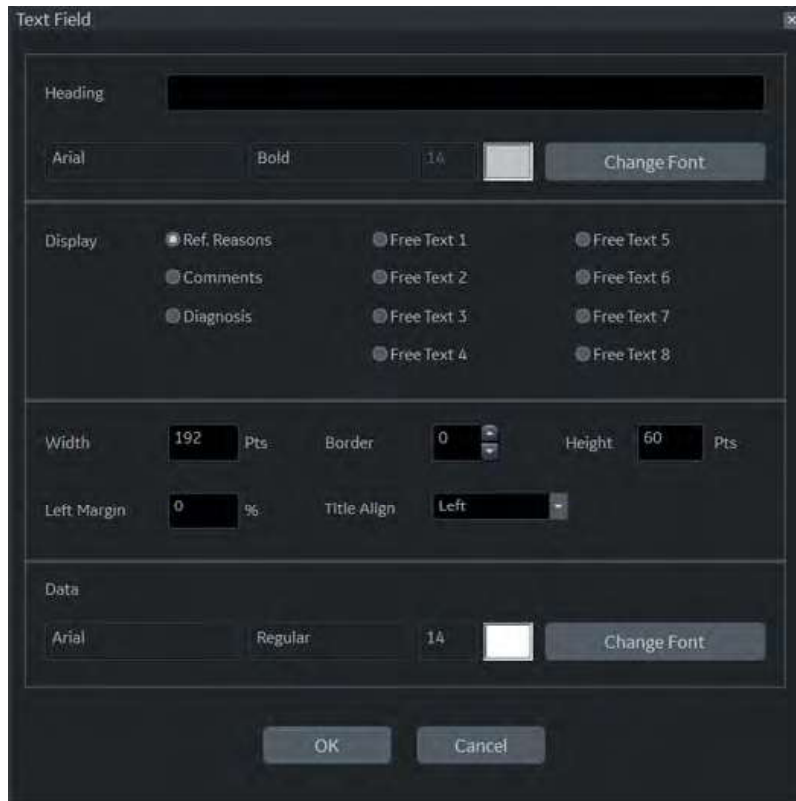 Text Field
Heading
Arial Bold 14 Change Font
Display Ref. Reasons Free Text 1 Free Text 5
Comments Free Text 2 Free Text 6
Diagnosis Free Text 3 Free Text 7
Free Text 4 Free Text 8
Width 192 Pts Border 0 Height 60 Pts
Left Margin 0 % Title Align Left
Data
Arial Regular 14 Change Font
OK Cancel